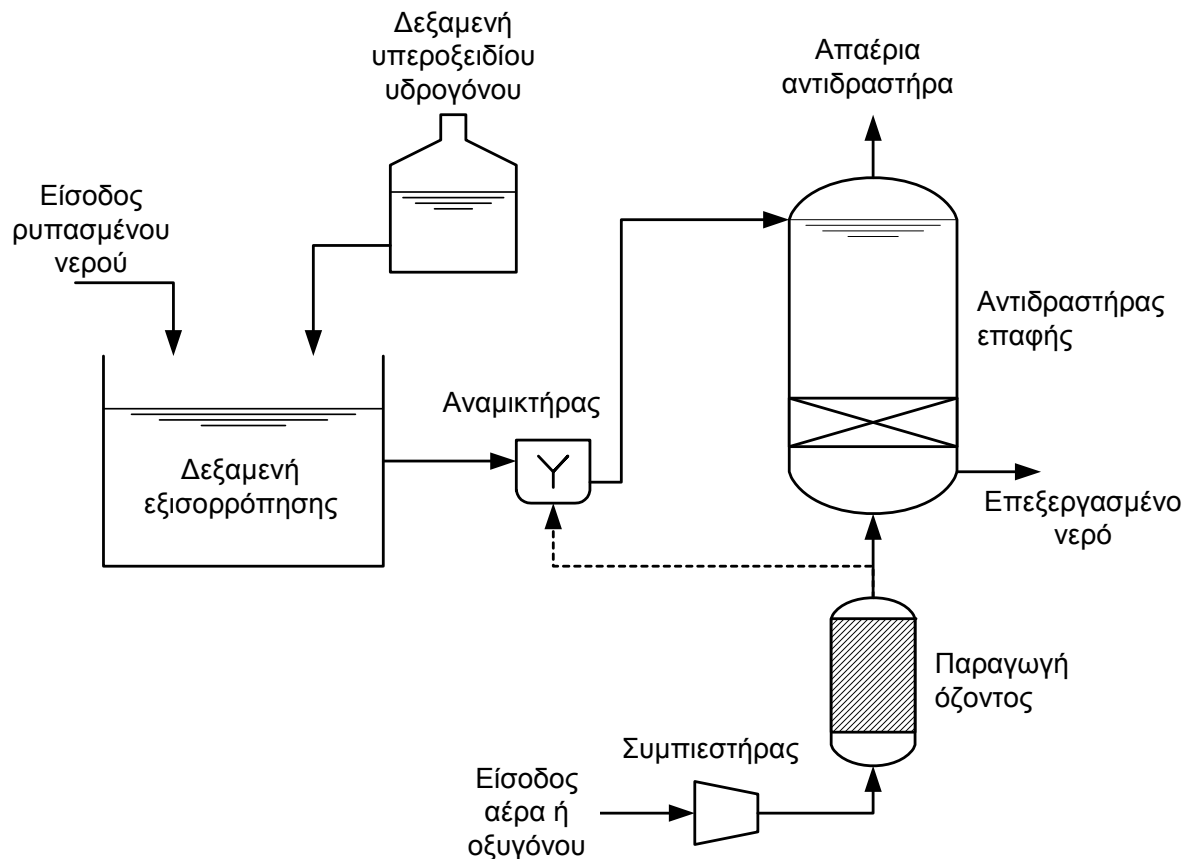 Δεξαμενή
υπεροξειδίου
υδρογόνου
Απαέρια
αντιδραστήρα
Είσοδος
ρυπασμένου
νερού
Αντιδραστήρας
επαφής
Αναμικτήρας
Δεξαμενή
εξισορρόπησης
Επεξεργασμένο
νερό
Παραγωγή
όζοντος
Συμπιεστήρας
Είσοδος
αέρα ή
οξυγόνου